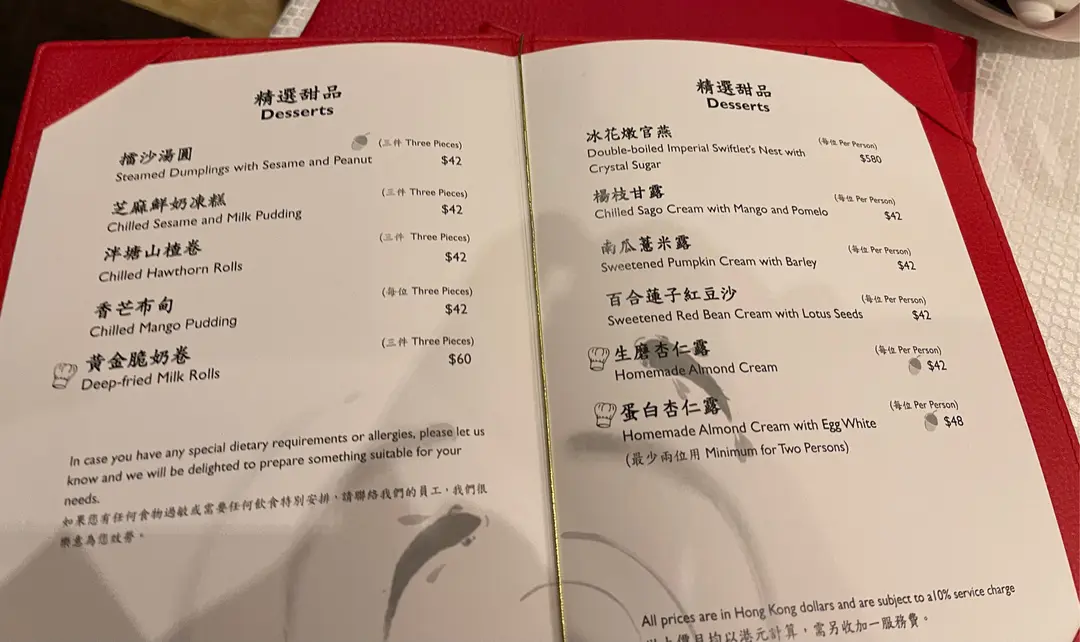 精選甜品
Desserts
擂沙湯圓
(三件 Three Pieces)
Steamed Dumplings with Sesame and Peanut
$42
芝麻鮮奶凍糕
(三件 Three Pieces)
Chilled Sesame and Milk Pudding
$42
泮塘山楂卷
(三件 Three Pieces)
Chilled Hawthorn Rolls
$42
香芒布甸
(每位 Three Pieces)
Chilled Mango Pudding
$42
黃金脆奶卷
(三件 Three Pieces)
Deep-fried Milk Rolls
$60
In case you have any special dietary requirements or allergies, please let us
know and we will be delighted to prepare something suitable for your
needs.
如果您有任何食物過敏或需要任何飲食特別安排，請聯絡我們的員工，我們很
樂意為您效勞。
精選甜品
Desserts
冰花燉官燕
(每位 Per Person)
Double-boiled Imperial Swiftlet's Nest with
$580
Crystal Sugar
楊枝甘露
(每位 Per Person)
Chilled Sago Cream with Mango and Pomelo
$42
南瓜薏米露
(每位 Per Person)
Sweetened Pumpkin Cream with Barley
$42
百合蓮子紅豆沙
(每位 Per Person)
Sweetened Red Bean Cream with Lotus Seeds
$42
生磨杏仁露
(每位 Per Person)
Homemade Almond Cream
$42
蛋白杏仁露
(每位 Per Person)
Homemade Almond Cream with Egg White
$48
(最少兩位用 Minimum for Two Persons)
All prices are in Hong Kong dollars and are subject to a10% service charge
以上價目均以港元計算，需另收加一服務費。